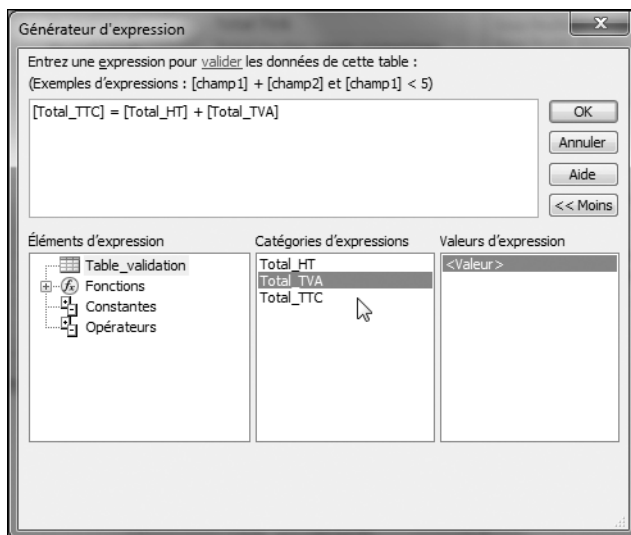 Générateur d'expression
Entrez une expression pour valider les données de cette table :
(Exemples d'expressions : [champ1] + [champ2] et [champ1] < 5)
[Total_TTC] = [Total_HT] + [Total_TVA]
OK
Annuler
Aide
<< Moins
Éléments d'expression
Table_validation
Fonctions
Constantes
Opérateurs
Catégories d'expressions
Total_HT
Total_TVA
Total_TTC
Valeurs d'expression
<Valeur>